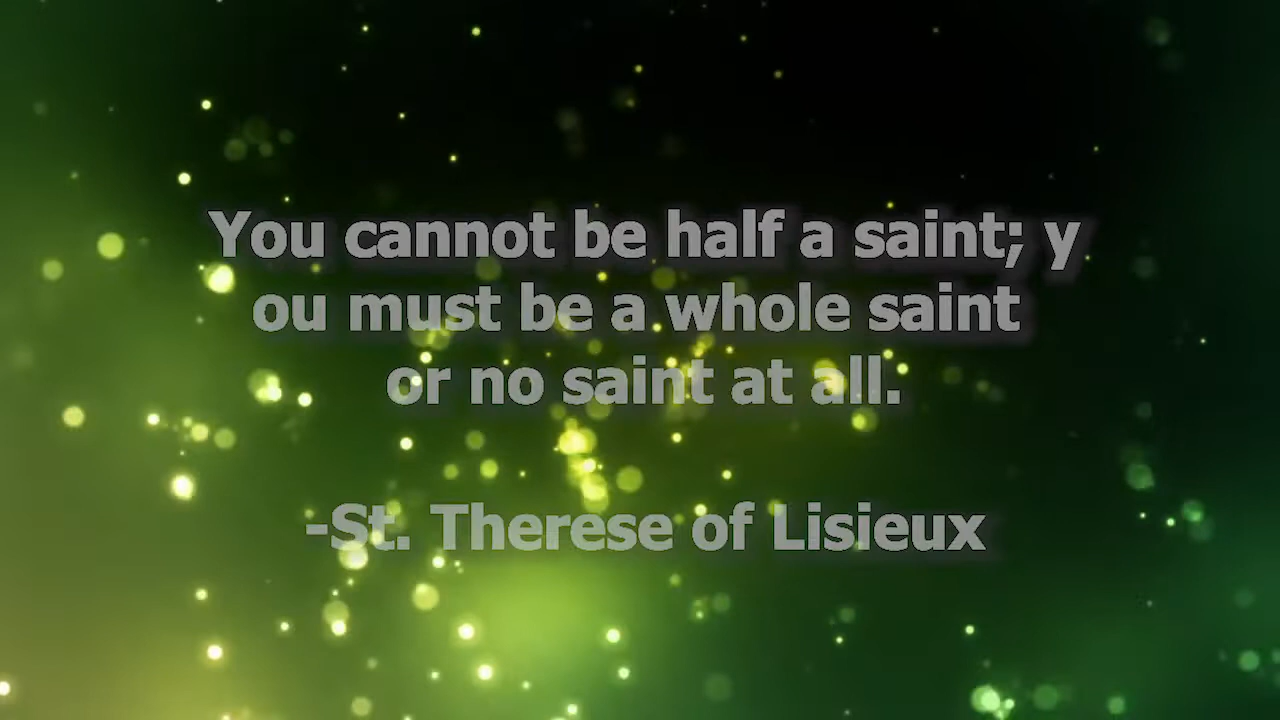 You cannot be half a saint; y
ou must be a whole saint
or no saint at all.
-St. Therese of Lisieux